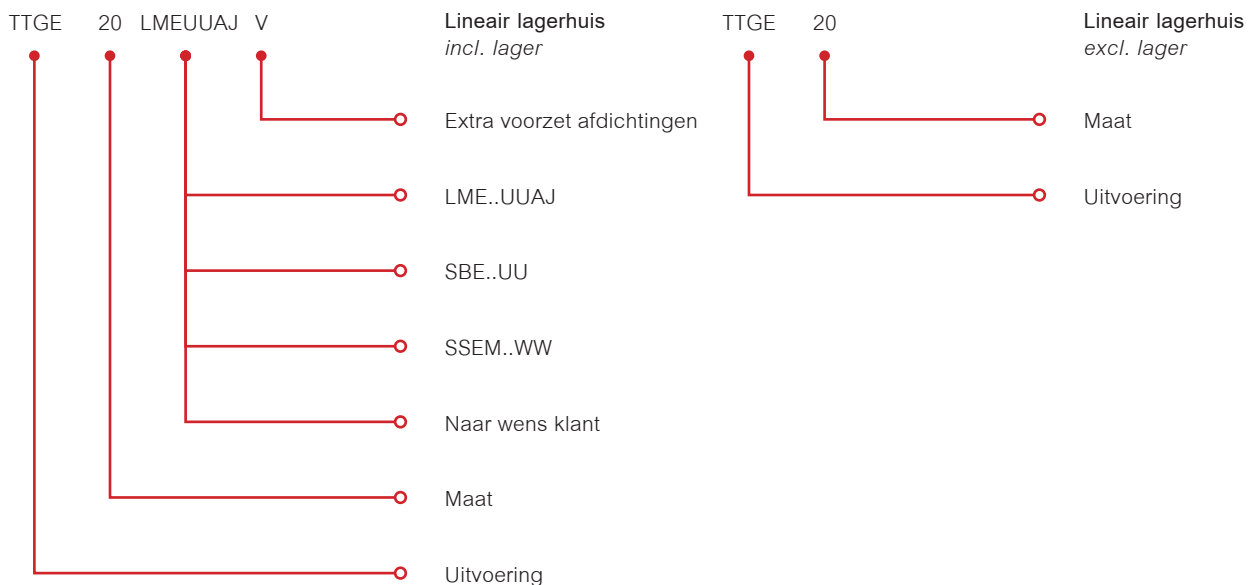 TTGE 20 LMEUUAJ V
Lineair lagerhuis
incl. lager
Extra voorzet afdichtingen
LME..UUAJ
SBE..UU
SSEM..WW
Naar wens klant
Maat
Uitvoering
TTGE 20
Lineair lagerhuis
excl. lager
Maat
Uitvoering